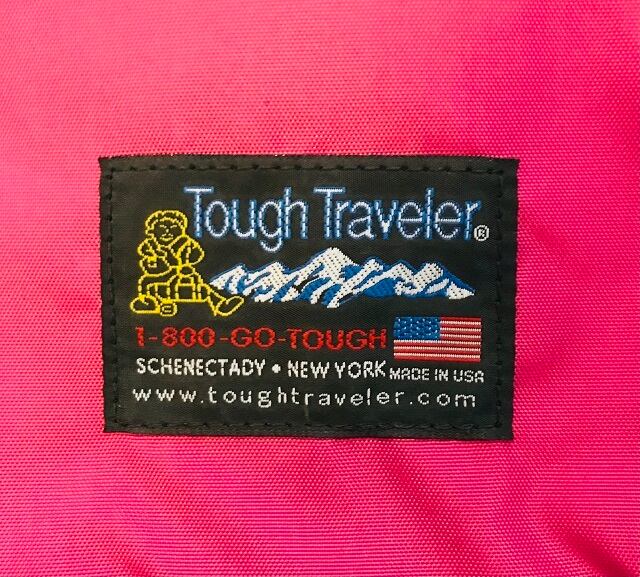 Tough Traveler®
1-800-GO-TOUGH
SCHENECTADY • NEW YORK MADE IN USA
www.toughtraveler.com